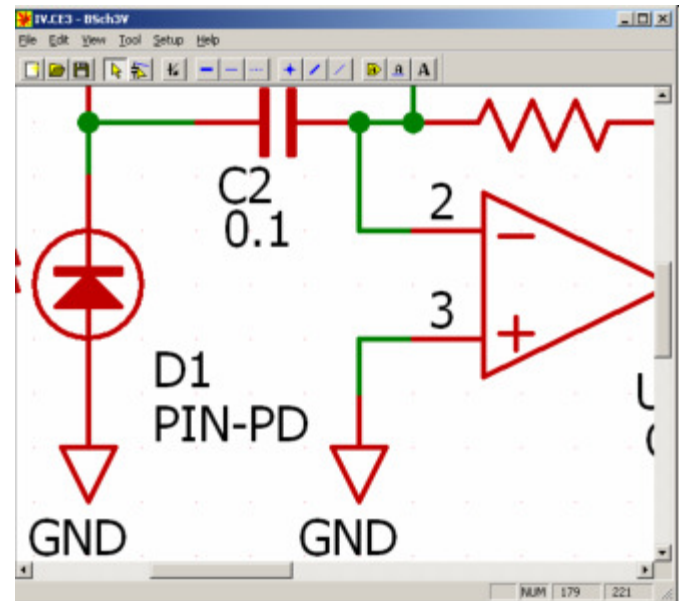 IV.CE3 - BSch3V
File Edit View Tool Setup Help
A
C2
0.1
2
3
D1
PIN-PD
GND
GND
NUM 179 221